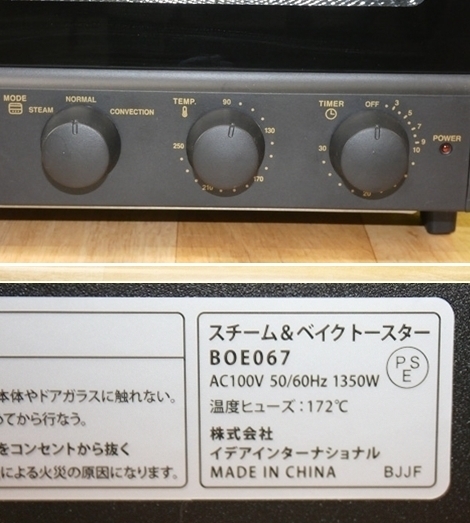 MODE
STEAM
NORMAL
CONVECTION
TEMP.
90
130
170
210
250
TIMER
OFF
3
5
7
9
10
20
30
POWER
本体やドアガラスに触れない。
てから行なう。
をコンセントから抜く
による火災の原因になります。
スチーム&ベイクトースター
BOE067
AC100V 50/60Hz 1350W
温度ヒューズ:172℃
株式会社
イデアインターナショナル
MADE IN CHINA
BJJF
PSE